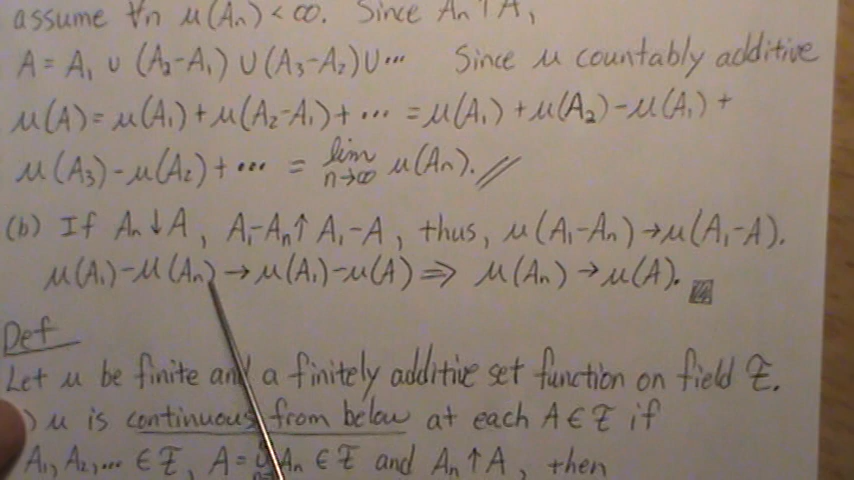 assume ∀n μ(An) < ∞. Since An ↑ A,
A = A₁ ∪ (A₂-A₁) ∪ (A₃-A₂) ∪ ··· Since μ countably additive
μ(A) = μ(A₁) + μ(A₂-A₁) + ··· = μ(A₁) + μ(A₂) - μ(A₁) +
μ(A₃) - μ(A₂) + ··· = lim n→∞ μ(An). //
(b) If An ↓ A, A₁-An ↑ A₁-A, thus, μ(A₁-An) → μ(A₁-A).
μ(A₁) - μ(An) → μ(A₁) - μ(A) ⟹ μ(An) → μ(A).
Def
Let μ be finite and a finitely additive set function on field ℱ.
) μ is continuous from below at each A ∈ ℱ if
A₁, A₂, ... ∈ ℱ, A = ∪ An ∈ ℱ and An ↑ A, then